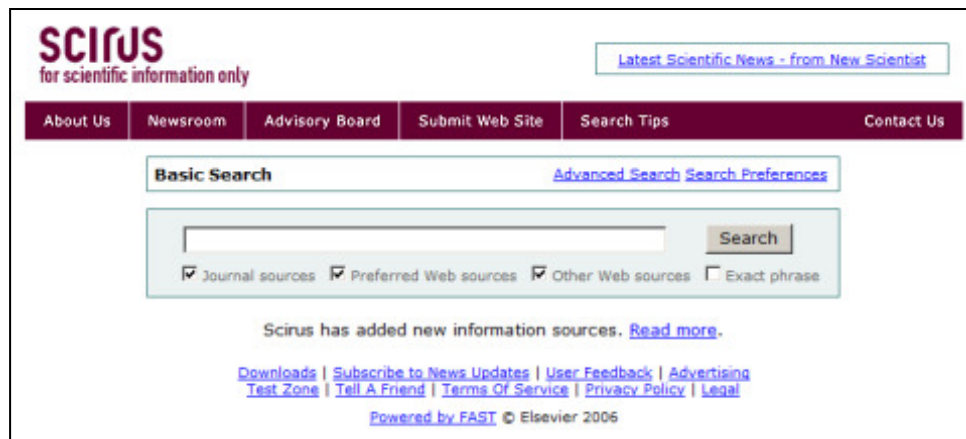 SCIRUS
for scientific information only
Latest Scientific News - from New Scientist
About Us Newsroom Advisory Board Submit Web Site Search Tips Contact Us
Basic Search Advanced Search Search Preferences
Search
Journal sources Preferred Web sources Other Web sources Exact phrase
Scirus has added new information sources. Read more.
Downloads | Subscribe to News Updates | User Feedback | Advertising
Test Zone | Tell A Friend | Terms Of Service | Privacy Policy | Legal
Powered by FAST © Elsevier 2006